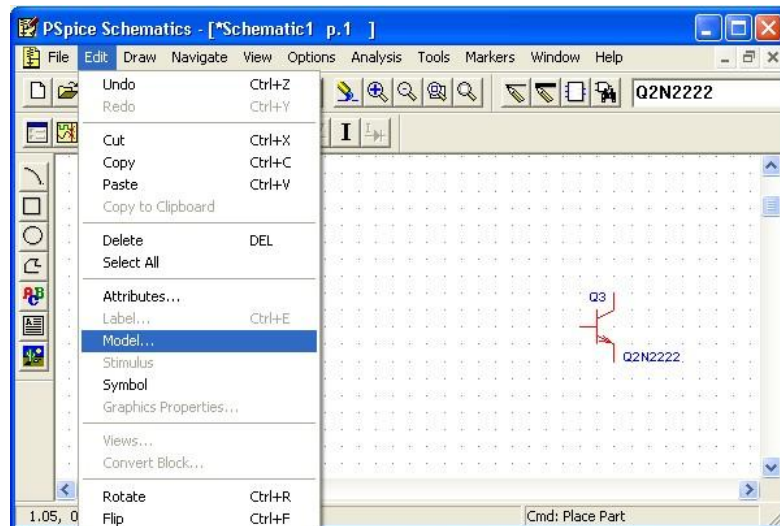 PSpice Schematics - [*Schematic1 p.1 ]
File Edit Draw Navigate View Options Analysis Tools Markers Window Help
Q2N2222
Undo Ctrl+Z
Redo Ctrl+Y
Cut Ctrl+X
Copy Ctrl+C
Paste Ctrl+V
Copy to Clipboard
Delete DEL
Select All
Attributes...
Label... Ctrl+E
Model...
Stimulus
Symbol
Graphics Properties...
Views...
Convert Block...
Rotate Ctrl+R
Flip Ctrl+F
Q3
Q2N2222
1.05, 0
Cmd: Place Part